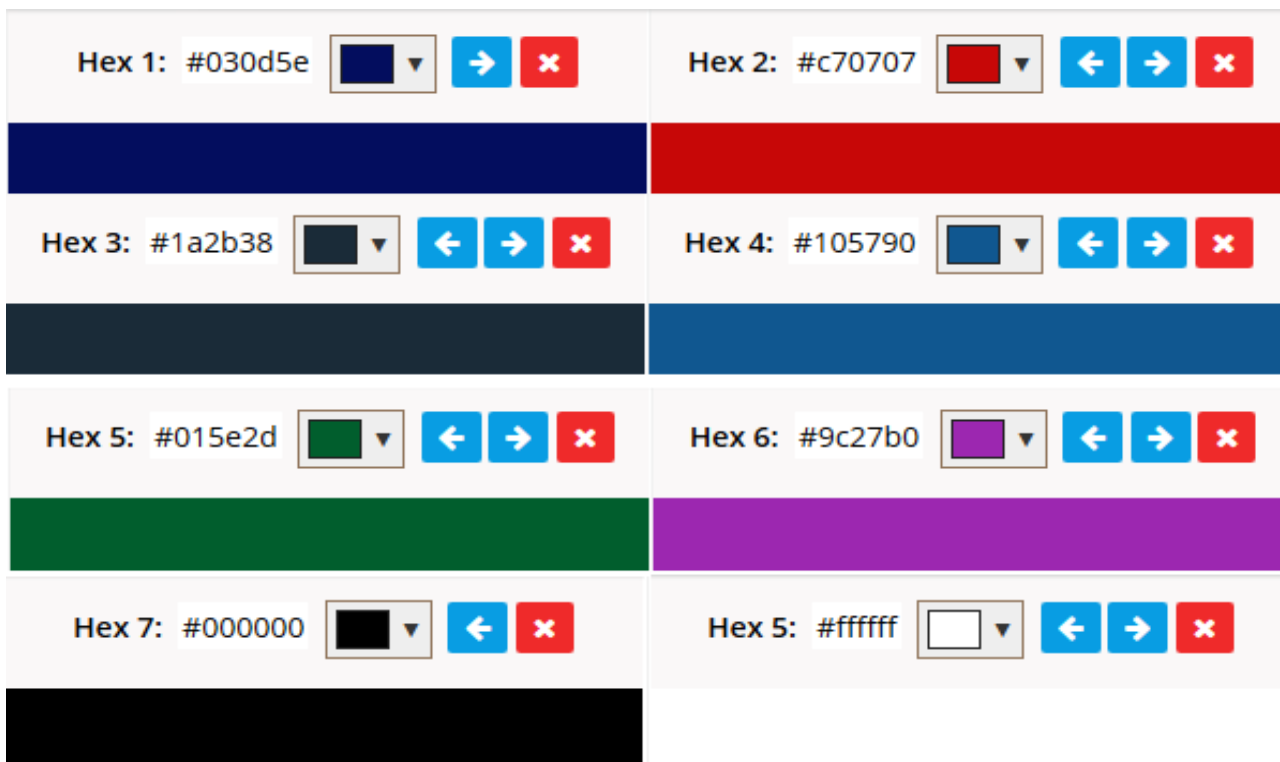 Hex 1: #030d5e
Hex 2: #c70707
Hex 3: #1a2b38
Hex 4: #105790
Hex 5: #015e2d
Hex 6: #9c27b0
Hex 7: #000000
Hex 5: #ffffff